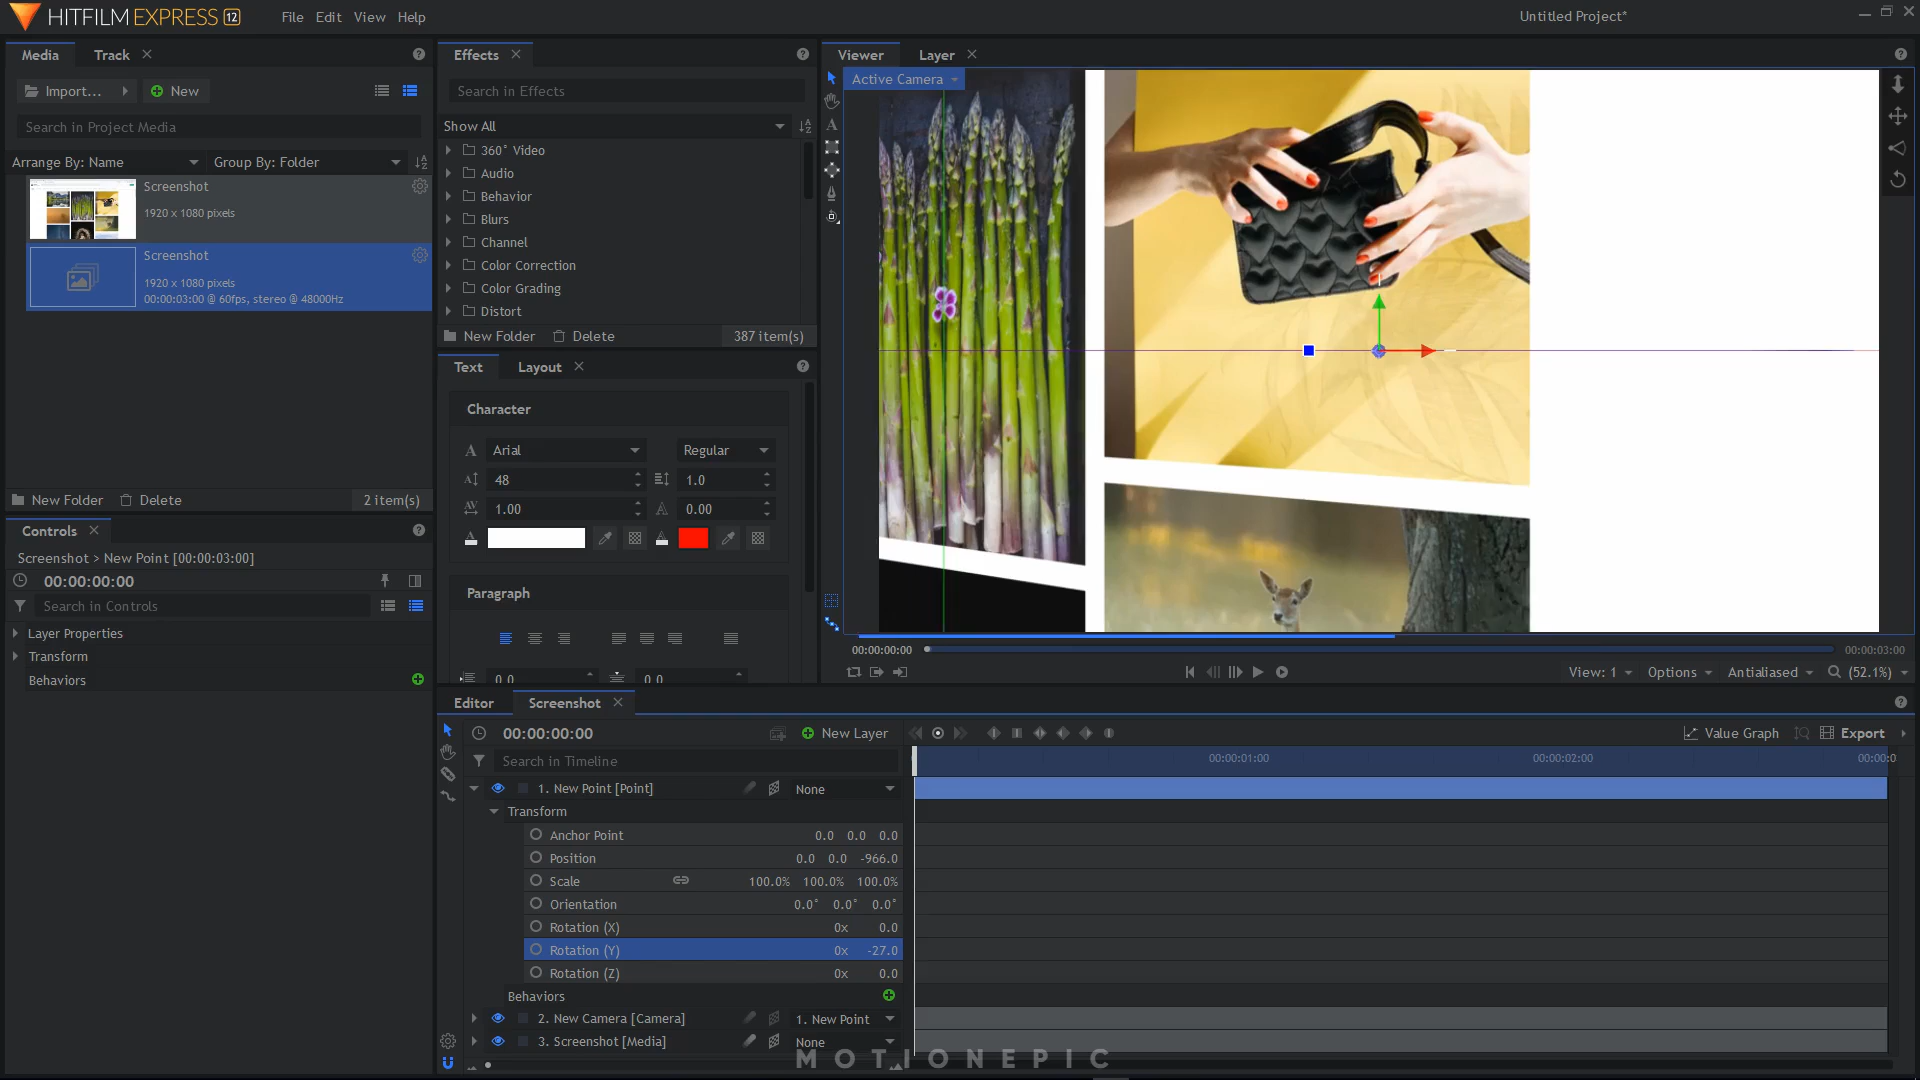 HITFILM EXPRESS 12
File Edit View Help
Untitled Project*
Media Track
Import... New
Search in Project Media
Arrange By: Name Group By: Folder
Screenshot
1920 x 1080 pixels
Screenshot
1920 x 1080 pixels
00:00:03:00 @ 60fps, stereo @ 48000Hz
New Folder Delete 2 item(s)
Controls
Screenshot > New Point [00:00:03:00]
00:00:00:00
Search in Controls
Layer Properties
Transform
Behaviors
Effects
Search in Effects
Show All
360° Video
Audio
Behavior
Blurs
Channel
Color Correction
Color Grading
Distort
New Folder Delete 387 item(s)
Text Layout
Character
Arial Regular
48 1.0
1.00 0.00
Paragraph
0.0 0.0
Viewer Layer
Active Camera
00:00:00:00 00:00:03:00
View: 1 Options Antialiased (52.1%)
Editor Screenshot
00:00:00:00 New Layer Value Graph Export
Search in Timeline 00:00:01:00 00:00:02:00 00:00:0
1. New Point [Point] None
Transform
Anchor Point 0.0 0.0 0.0
Position 0.0 0.0 -966.0
Scale 100.0% 100.0% 100.0%
Orientation 0.0° 0.0° 0.0°
Rotation (X) 0x 0.0
Rotation (Y) 0x -27.0
Rotation (Z) 0x 0.0
Behaviors
2. New Camera [Camera] 1. New Point
3. Screenshot [Media] None
MOTIONEPIC